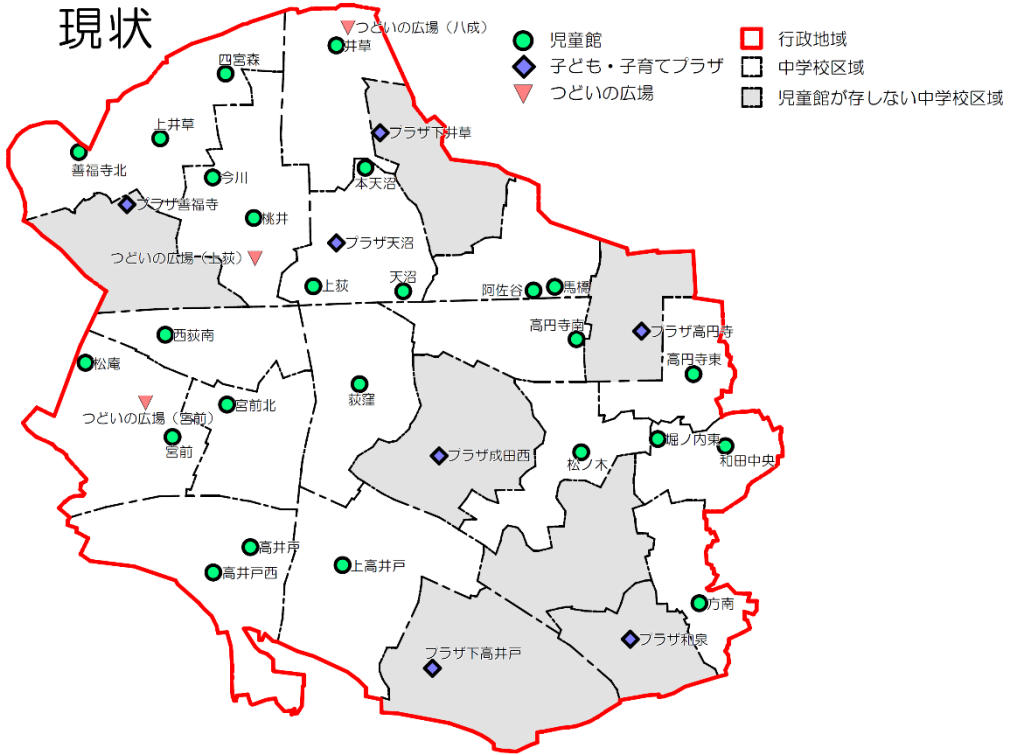 現状
児童館
子ども・子育てプラザ
つどいの広場
行政地域
中学校区域
児童館が存しない中学校区域
つどいの広場（八成）
井草
四宮森
上井草
プラザ下井草
善福寺北
今川
本天沼
プラザ善福寺
桃井
プラザ天沼
つどいの広場（上荻）
上荻
天沼
阿佐谷
馬橋
西荻南
高円寺南
プラザ高円寺
松庵
高円寺東
荻窪
宮前北
つどいの広場（宮前）
宮前
プラザ成田西
松ノ木
堀ノ内東
和田中央
高井戸
高井戸西
上高井戸
方南
プラザ和泉
プラザ下高井戸